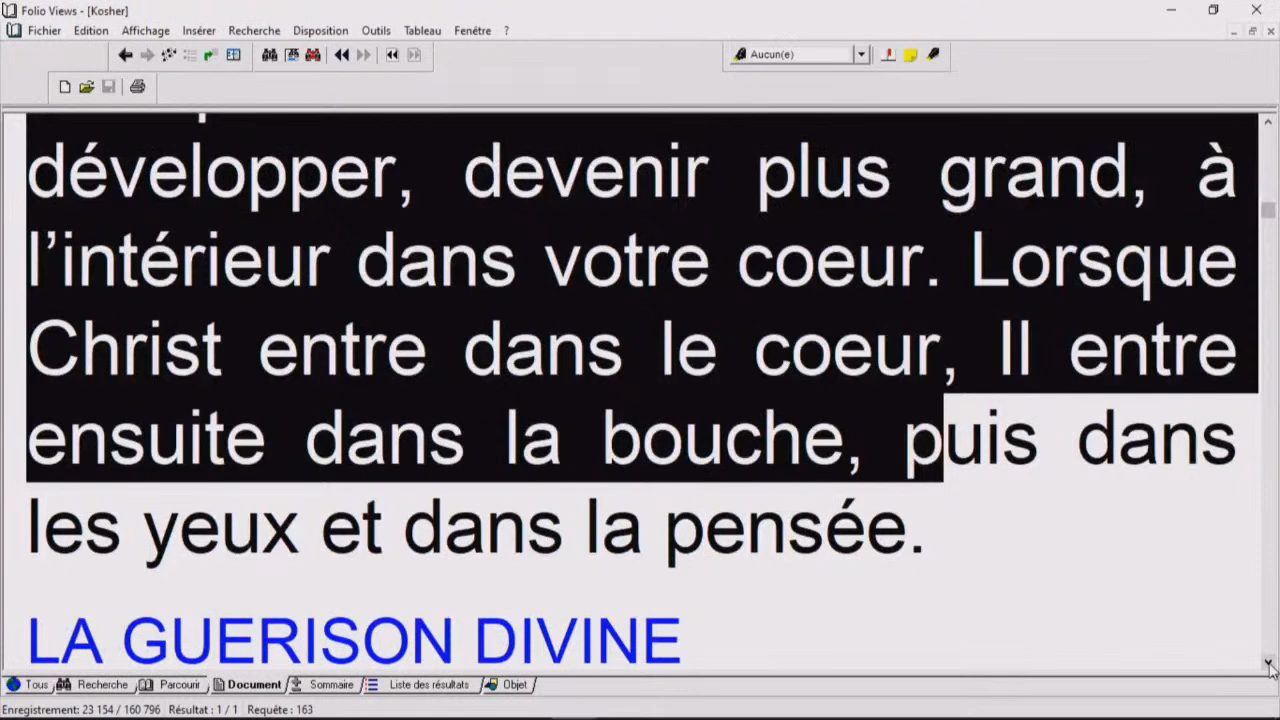 Folio Views - [Kosher]
Fichier Edition Affichage Insérer Recherche Disposition Outils Tableau Fenêtre ?
Aucun(e)
développer, devenir plus grand, à
l’intérieur dans votre coeur. Lorsque
Christ entre dans le coeur, Il entre
ensuite dans la bouche, puis dans
les yeux et dans la pensée.
LA GUERISON DIVINE
Tous Recherche Parcourir Document Sommaire Liste des résultats Objet
Enregistrement: 23 154 / 160 796 Résultat : 1 / 1 Requête : 163